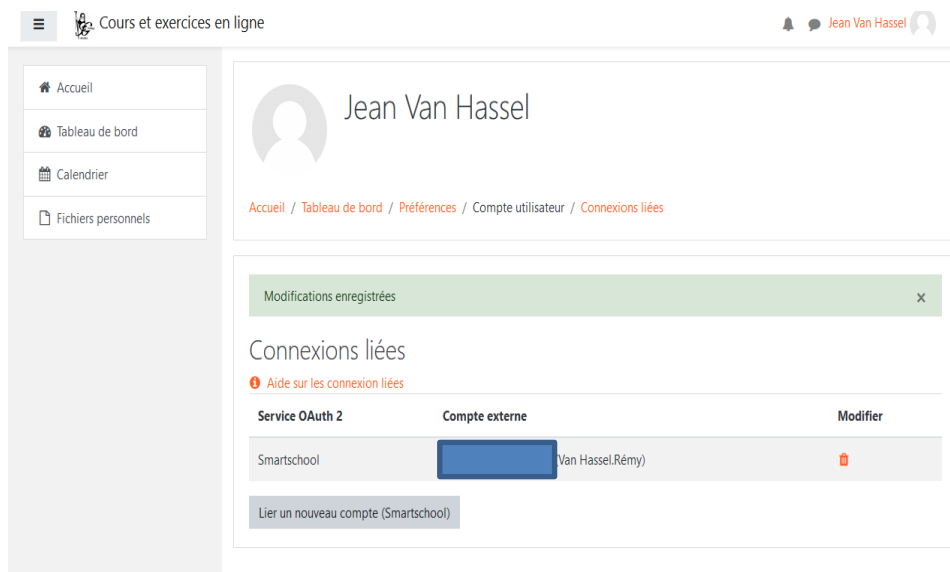 Cours et exercices en ligne
Jean Van Hassel
Accueil
Tableau de bord
Calendrier
Fichiers personnels
Jean Van Hassel
Accueil / Tableau de bord / Préférences / Compte utilisateur / Connexions liées
Modifications enregistrées ×
Connexions liées
Aide sur les connexion liées
Service OAuth 2 Compte externe Modifier
Smartschool Van Hassel.Rémy)
Lier un nouveau compte (Smartschool)